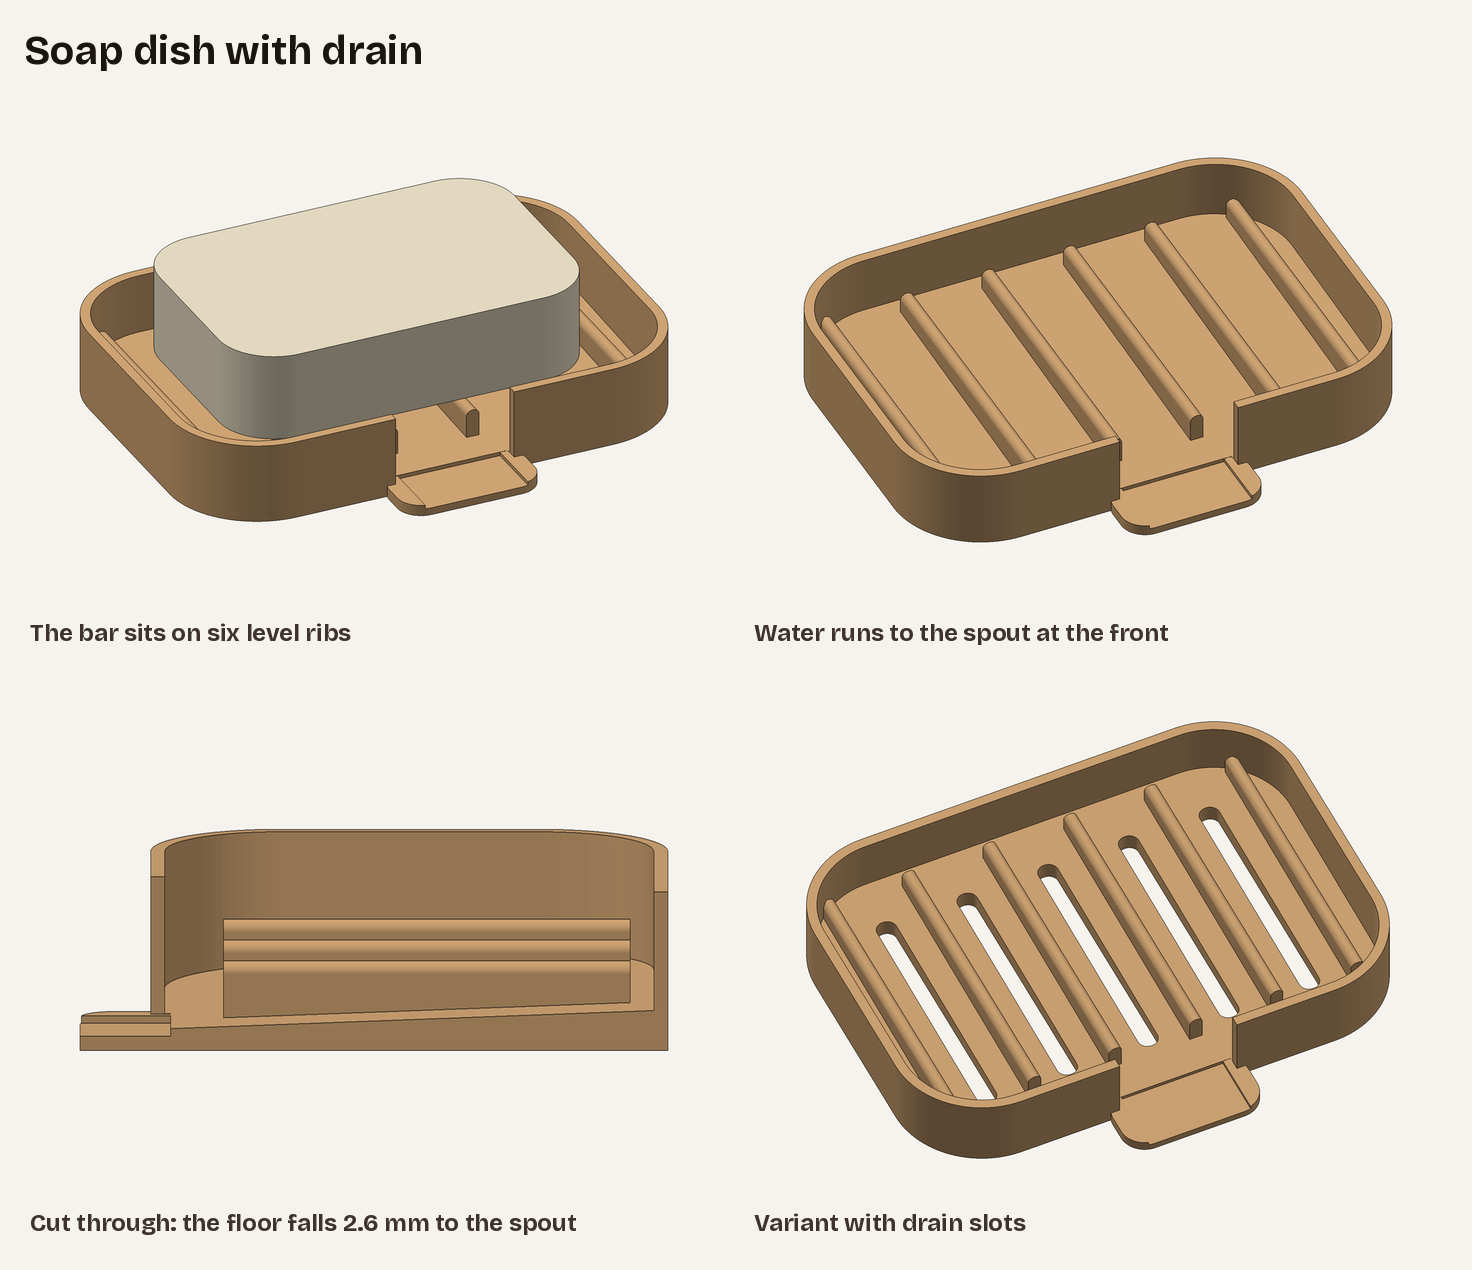 Soap dish with drain
The bar sits on six level ribs
Water runs to the spout at the front
Cut through: the floor falls 2.6 mm to the spout
Variant with drain slots